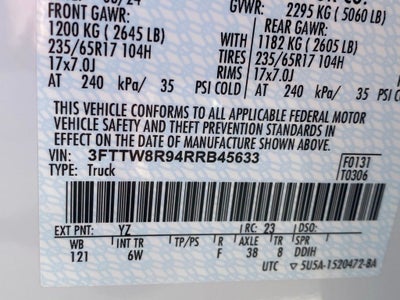 GVWR: 2295 KG (5060 LB)
FRONT GAWR: REAR GAWR:
1200 KG (2645 LB) 1182 KG (2605 LB)
235/65R17 104H WITH 235/65R17 104H
17x7.0J TIRES 17x7.0J
RIMS
AT 240 kPa/ 35 PSI COLD AT 240 kPa/ 35 PSI COLD
THIS VEHICLE CONFORMS TO ALL APPLICABLE FEDERAL MOTOR
VEHICLE SAFETY AND THEFT PREVENTION STANDARDS IN
EFFECT ON THE DATE OF MANUFACTURE SHOWN ABOVE.
VIN: 3FTTW8R94RRB45633 F0131
TYPE: Truck T0306
EXT PNT: YZ RC: 23 DSO:
WB INT TR TP/PS R AXLE TR SPR
121 6W F 38 8 DDIH
UTC ▽5U5A-1520472-BA